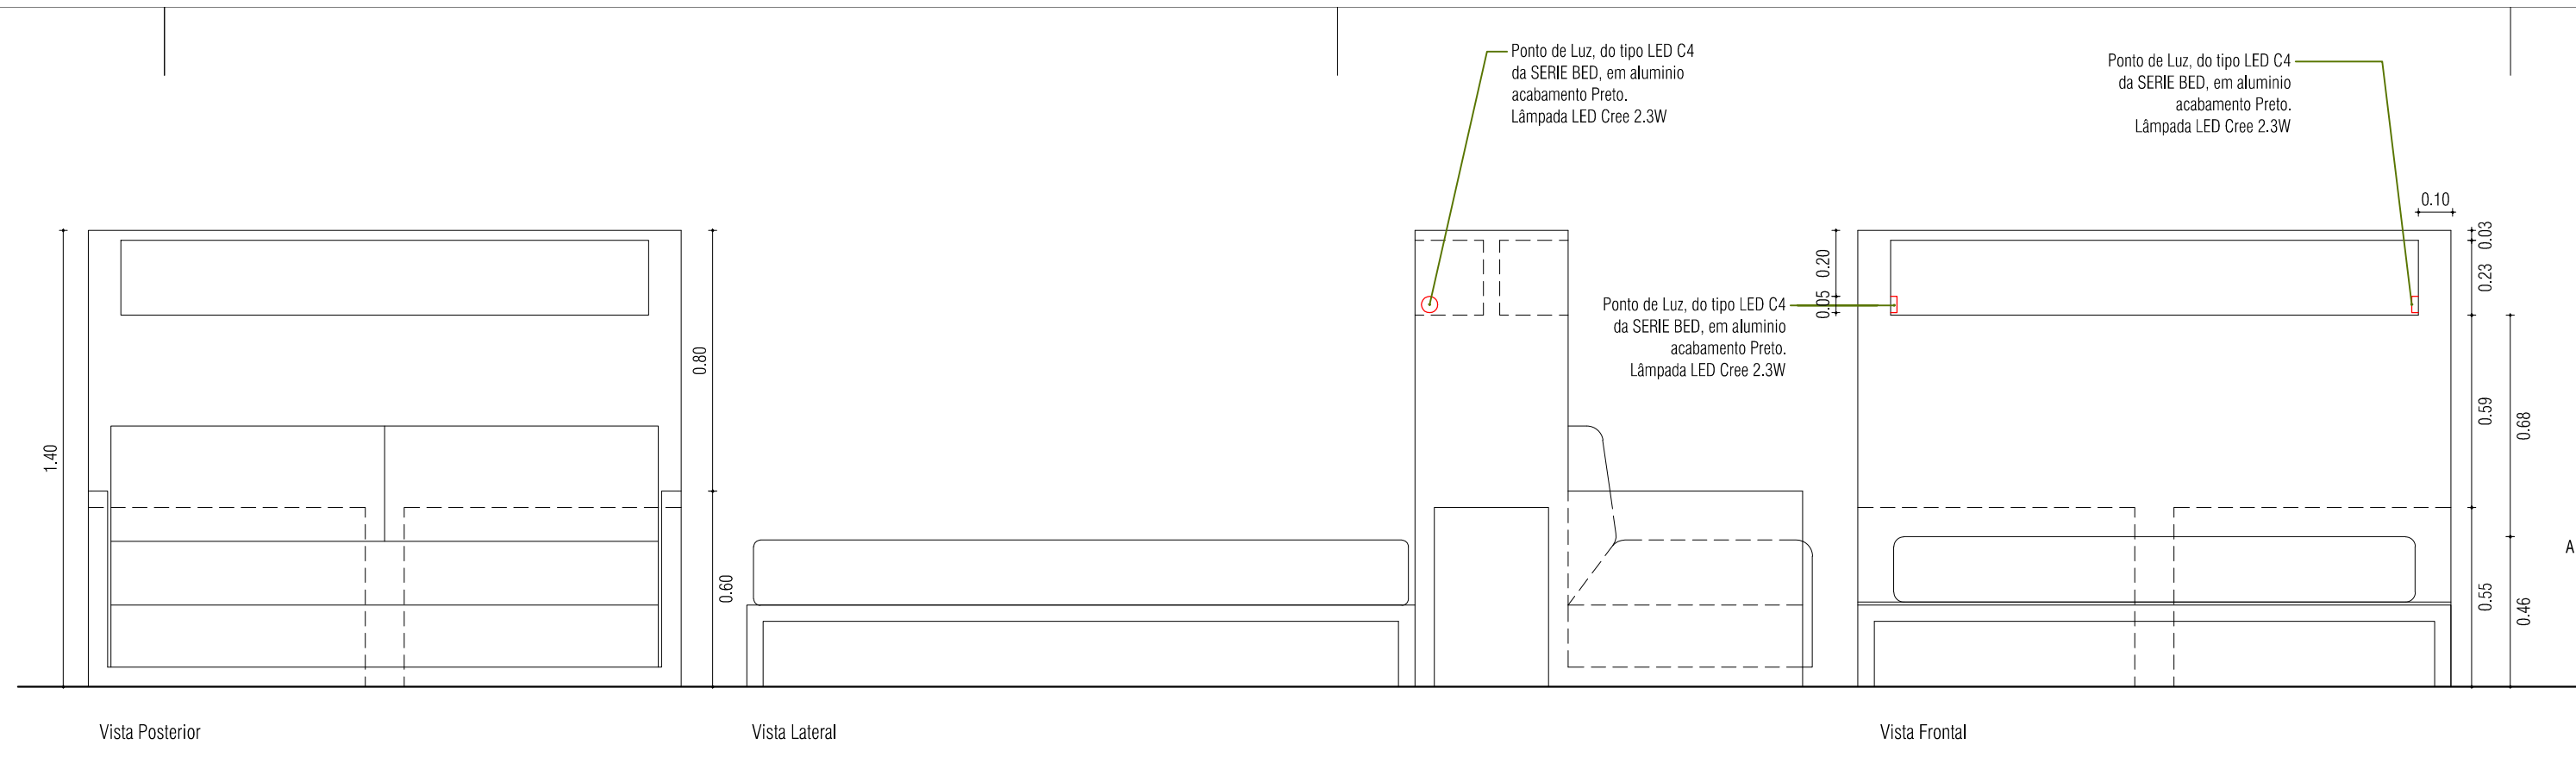 Ponto de Luz, do tipo LED C4
da SERIE BED, em aluminio
acabamento Preto.
Lâmpada LED Cree 2.3W
Ponto de Luz, do tipo LED C4
da SERIE BED, em aluminio
acabamento Preto.
Lâmpada LED Cree 2.3W
0.10
0.03
0.20
0.23
0.05
Ponto de Luz, do tipo LED C4
da SERIE BED, em aluminio
acabamento Preto.
Lâmpada LED Cree 2.3W
0.80
1.40
0.59
0.68
A
0.60
0.55
0.46
Vista Posterior
Vista Lateral
Vista Frontal